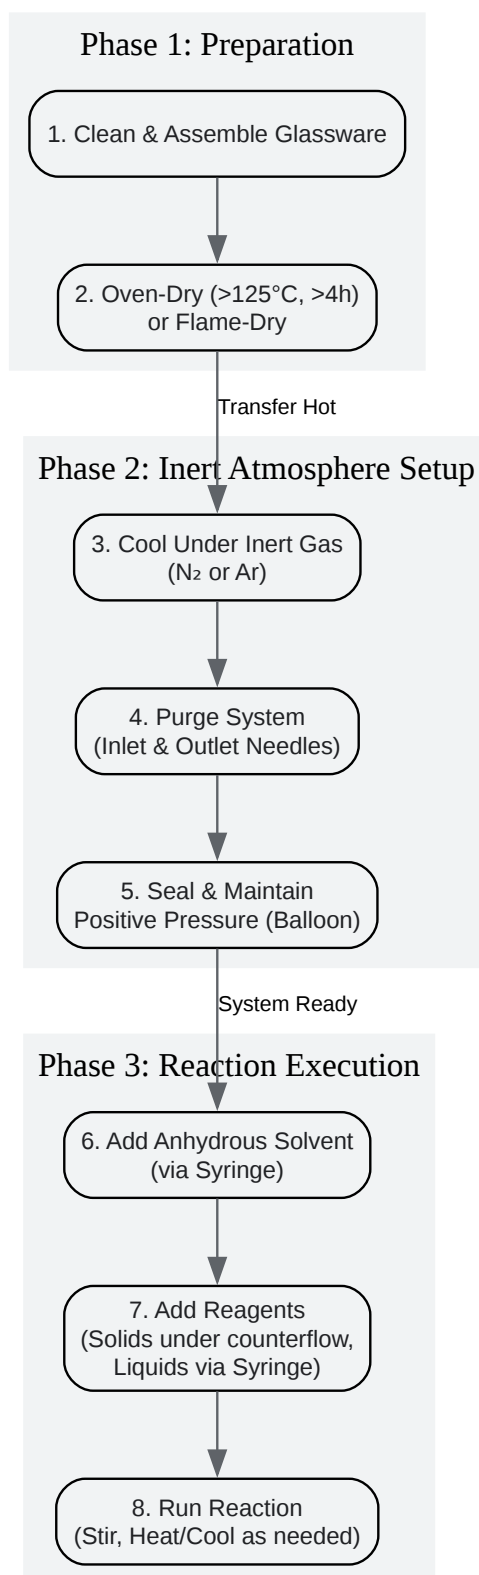 Phase 1: Preparation
1. Clean & Assemble Glassware
2. Oven-Dry (>125°C, >4h)
or Flame-Dry
Transfer Hot
Phase 2: Inert Atmosphere Setup
3. Cool Under Inert Gas
(N₂ or Ar)
4. Purge System
(Inlet & Outlet Needles)
5. Seal & Maintain
Positive Pressure (Balloon)
System Ready
Phase 3: Reaction Execution
6. Add Anhydrous Solvent
(via Syringe)
7. Add Reagents
(Solids under counterflow,
Liquids via Syringe)
8. Run Reaction
(Stir, Heat/Cool as needed)